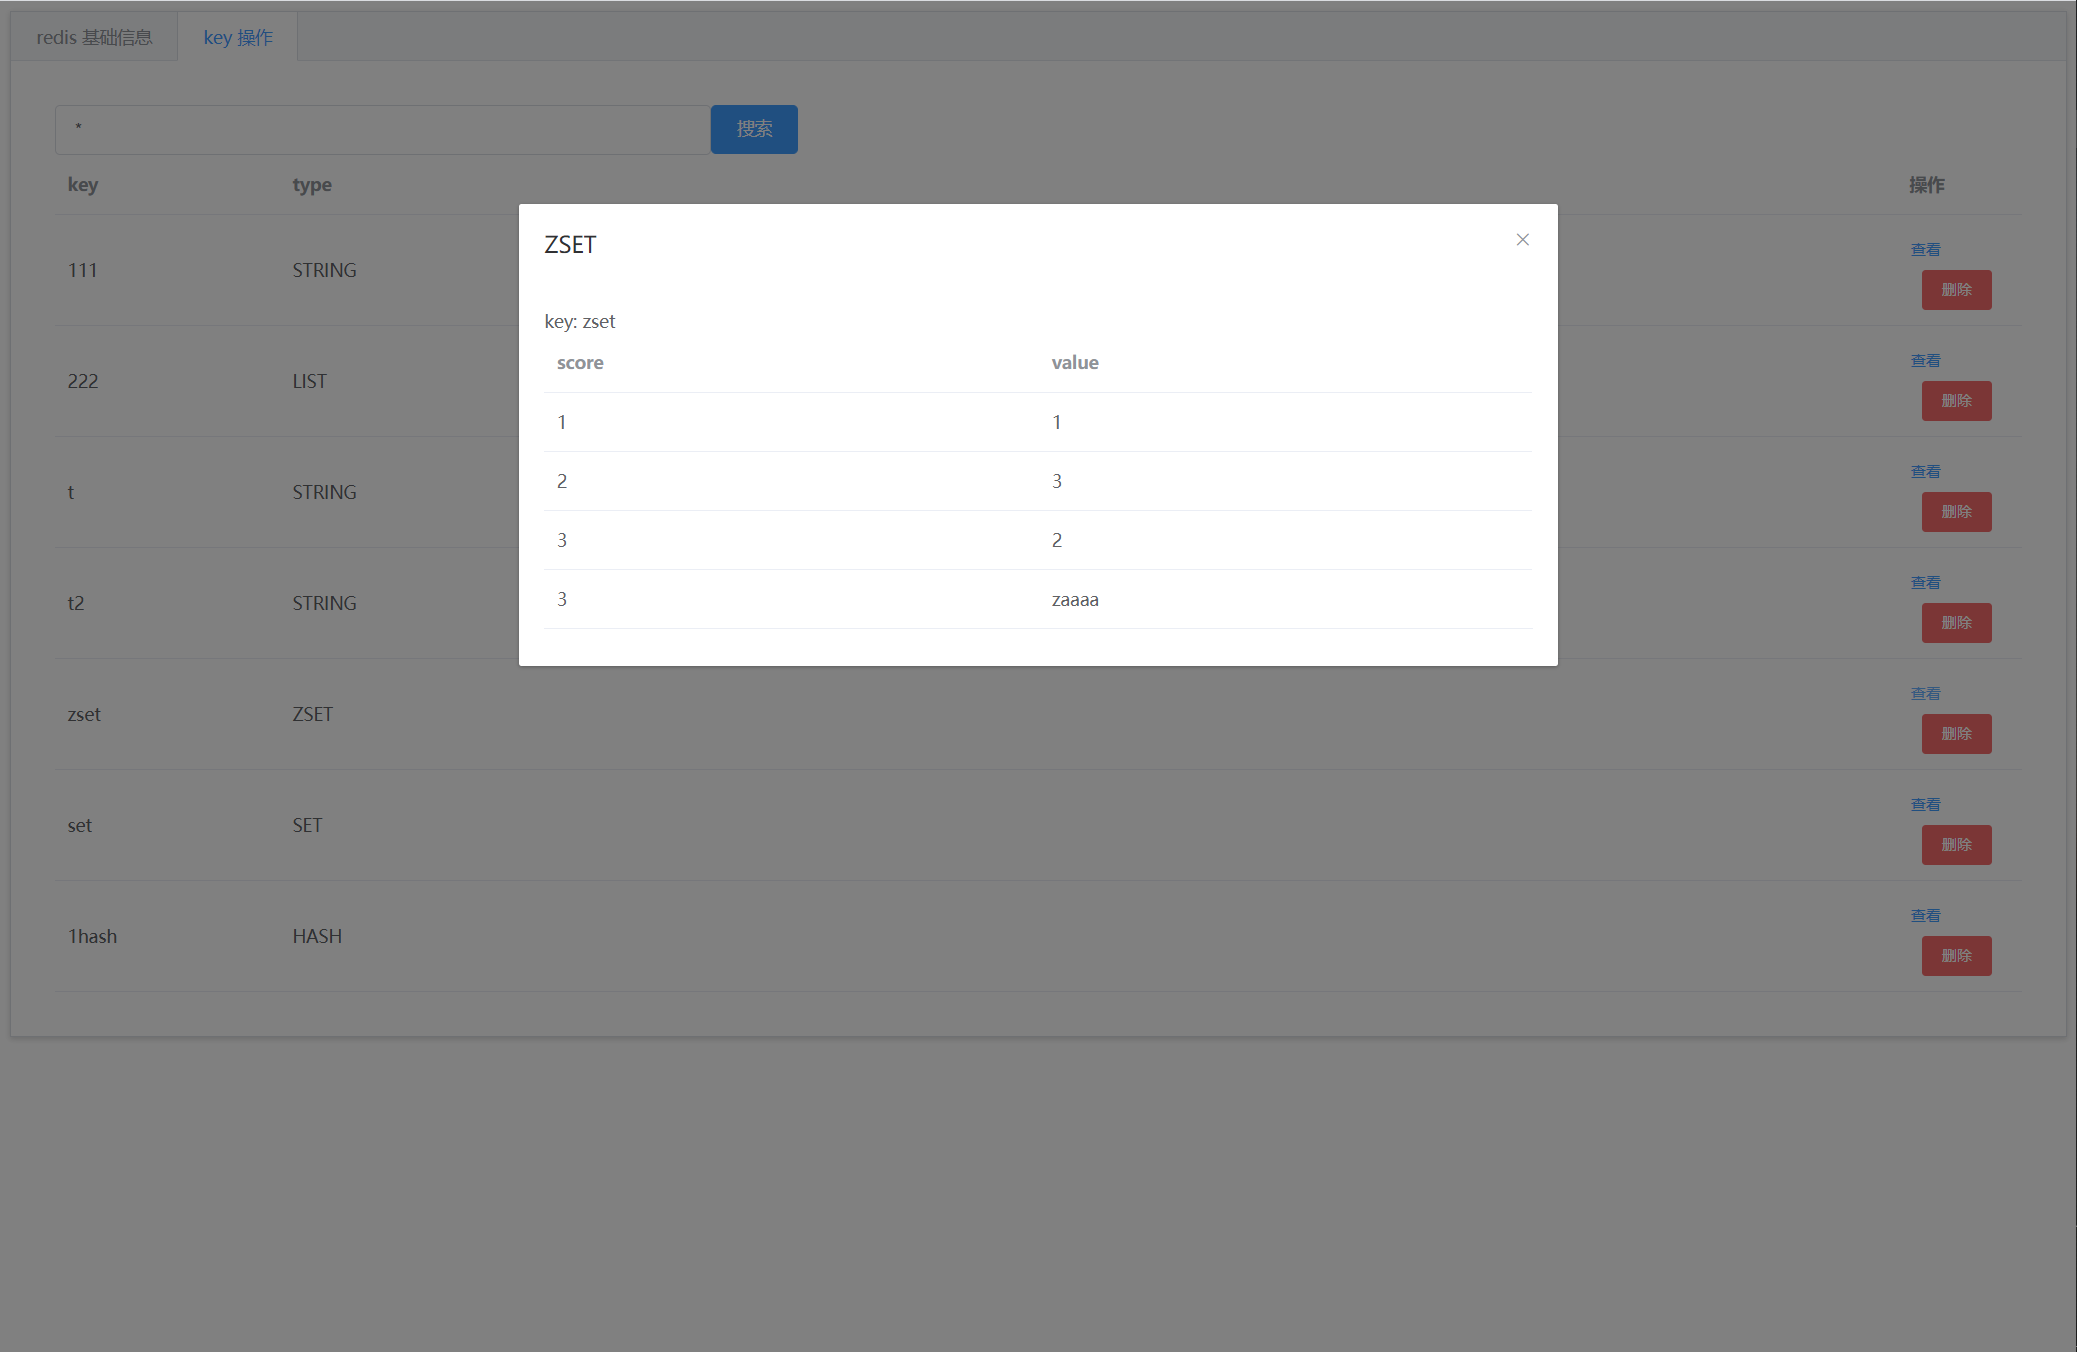 redis 基础信息 key 操作
* 搜索
key type 操作
111 STRING 查看 删除
222 LIST 查看 删除
t STRING 查看 删除
t2 STRING 查看 删除
zset ZSET 查看 删除
set SET 查看 删除
1hash HASH 查看 删除
ZSET
key: zset
score value
1 1
2 3
3 2
3 zaaaa